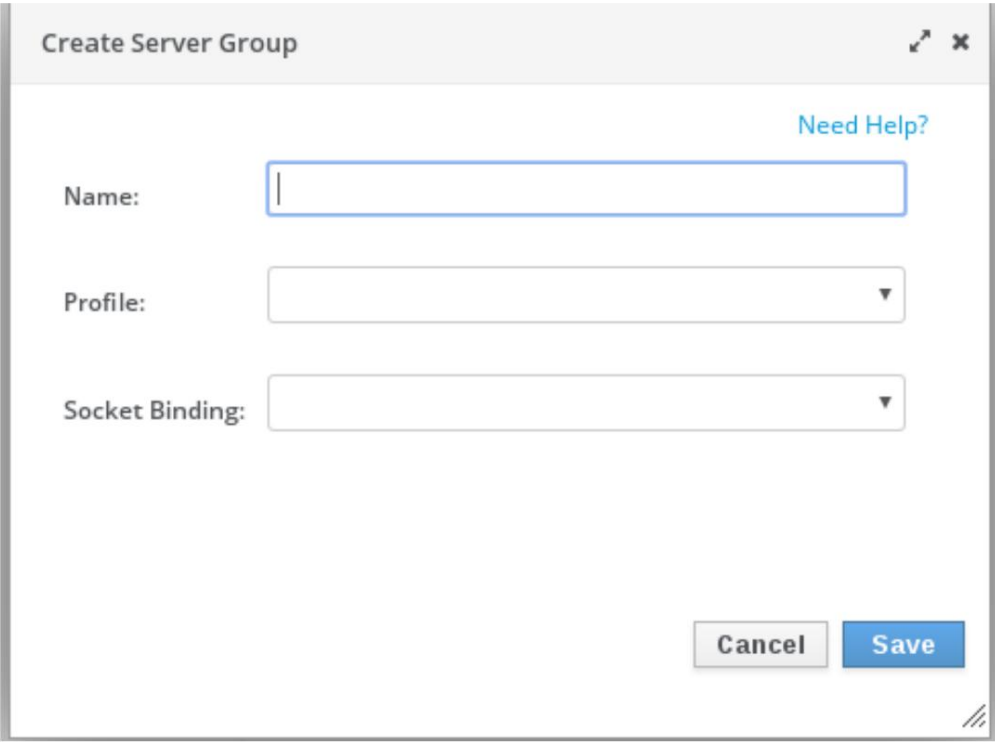 Create Server Group
Need Help?
Name:
Profile:
Socket Binding:
Cancel Save